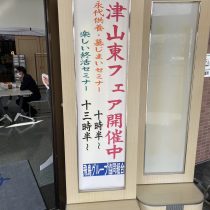 津山東フェア開催中
永代供養・墓じまいセミナー
十時半～
楽しい終活セミナー
十三時半～